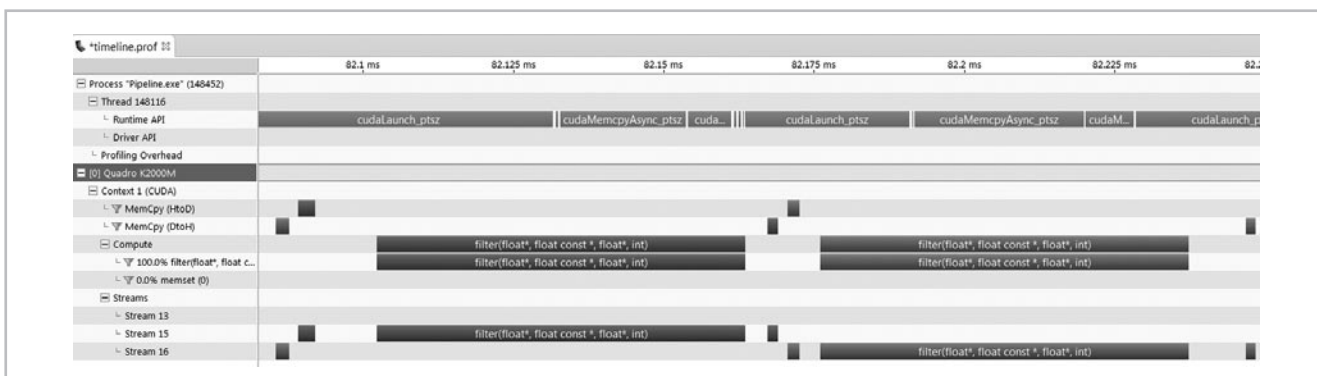 *timeline.prof
82.1 ms 82.125 ms 82.15 ms 82.175 ms 82.2 ms 82.225 ms 82.2
Process "Pipeline.exe" (148452)
Thread 148116
Runtime API cudaLaunch_ptsz cudaMemcpyAsync_ptsz cuda... cudaLaunch_ptsz cudaMemcpyAsync_ptsz cudaM... cudaLaunch_p
Driver API
Profiling Overhead
[0] Quadro K2000M
Context 1 (CUDA)
MemCpy (HtoD)
MemCpy (DtoH)
Compute filter(float*, float const *, float*, int) filter(float*, float const *, float*, int)
100.0% filter(float*, float c... filter(float*, float const *, float*, int) filter(float*, float const *, float*, int)
0.0% memset (0)
Streams
Stream 13
Stream 15 filter(float*, float const *, float*, int)
Stream 16 filter(float*, float const *, float*, int)